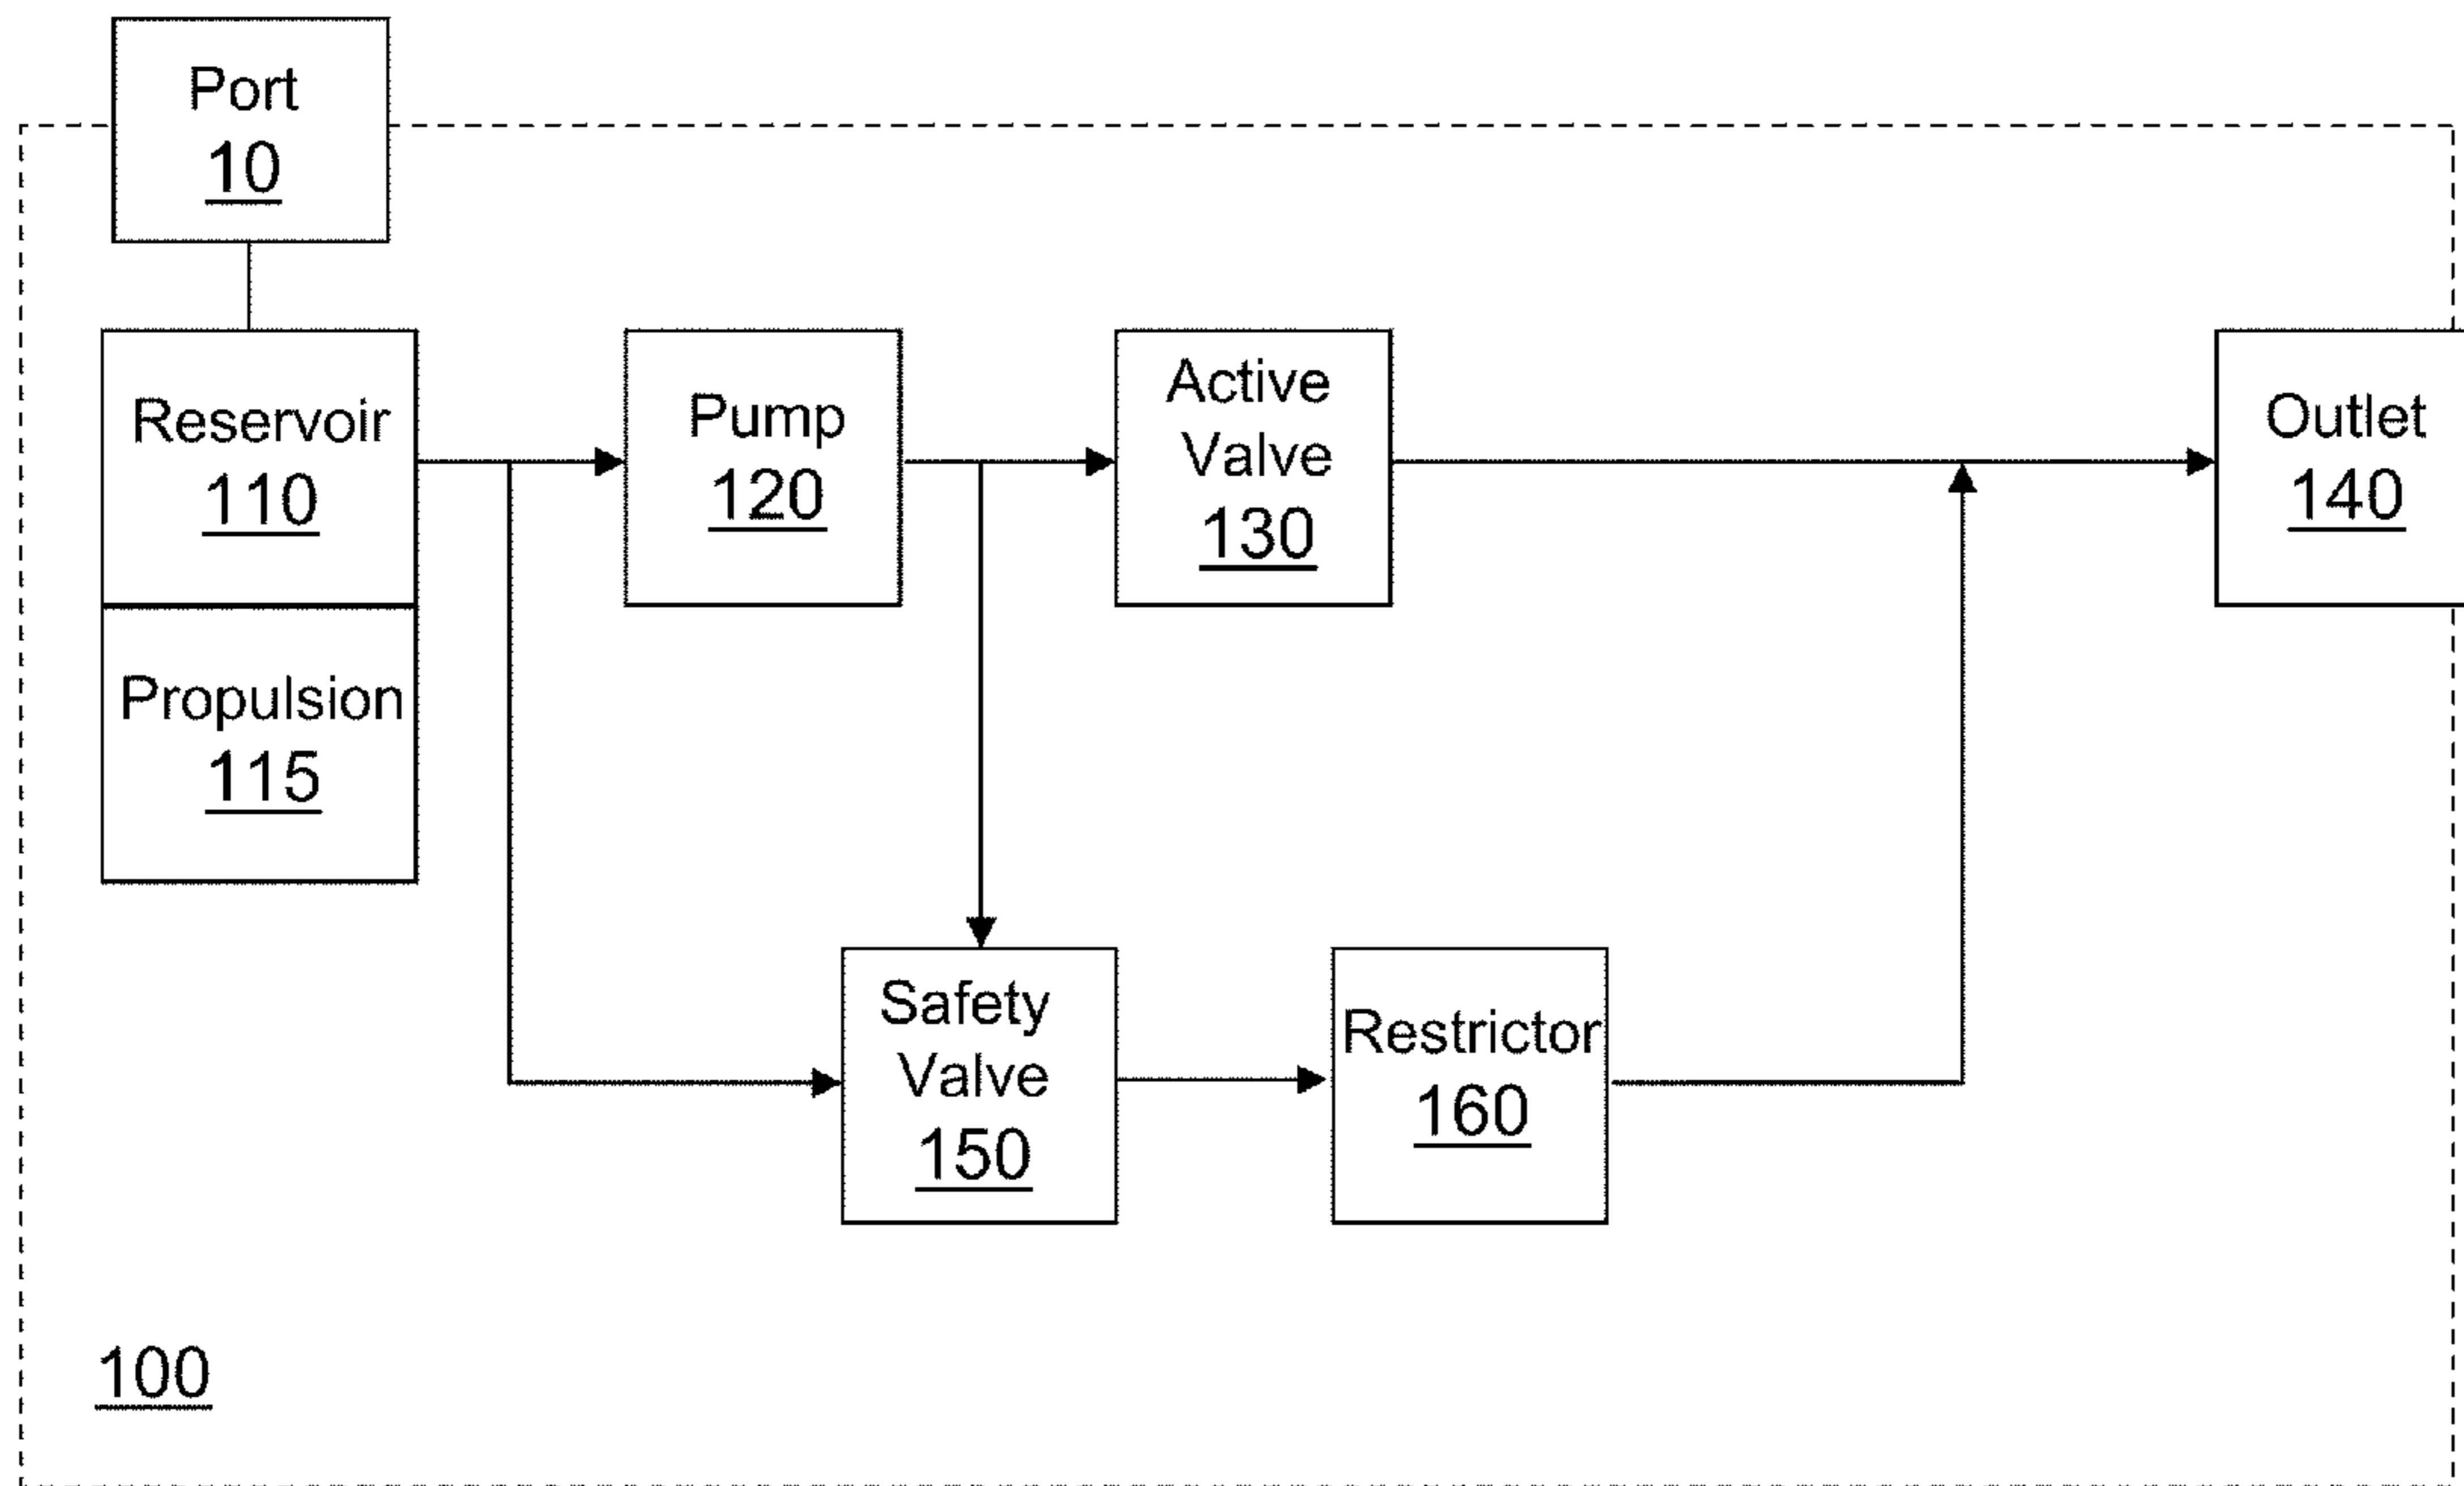 Port
10
Reservoir
110
Propulsion
115
Pump
120
Active
Valve
130
Outlet
140
Safety
Valve
150
Restrictor
160
100